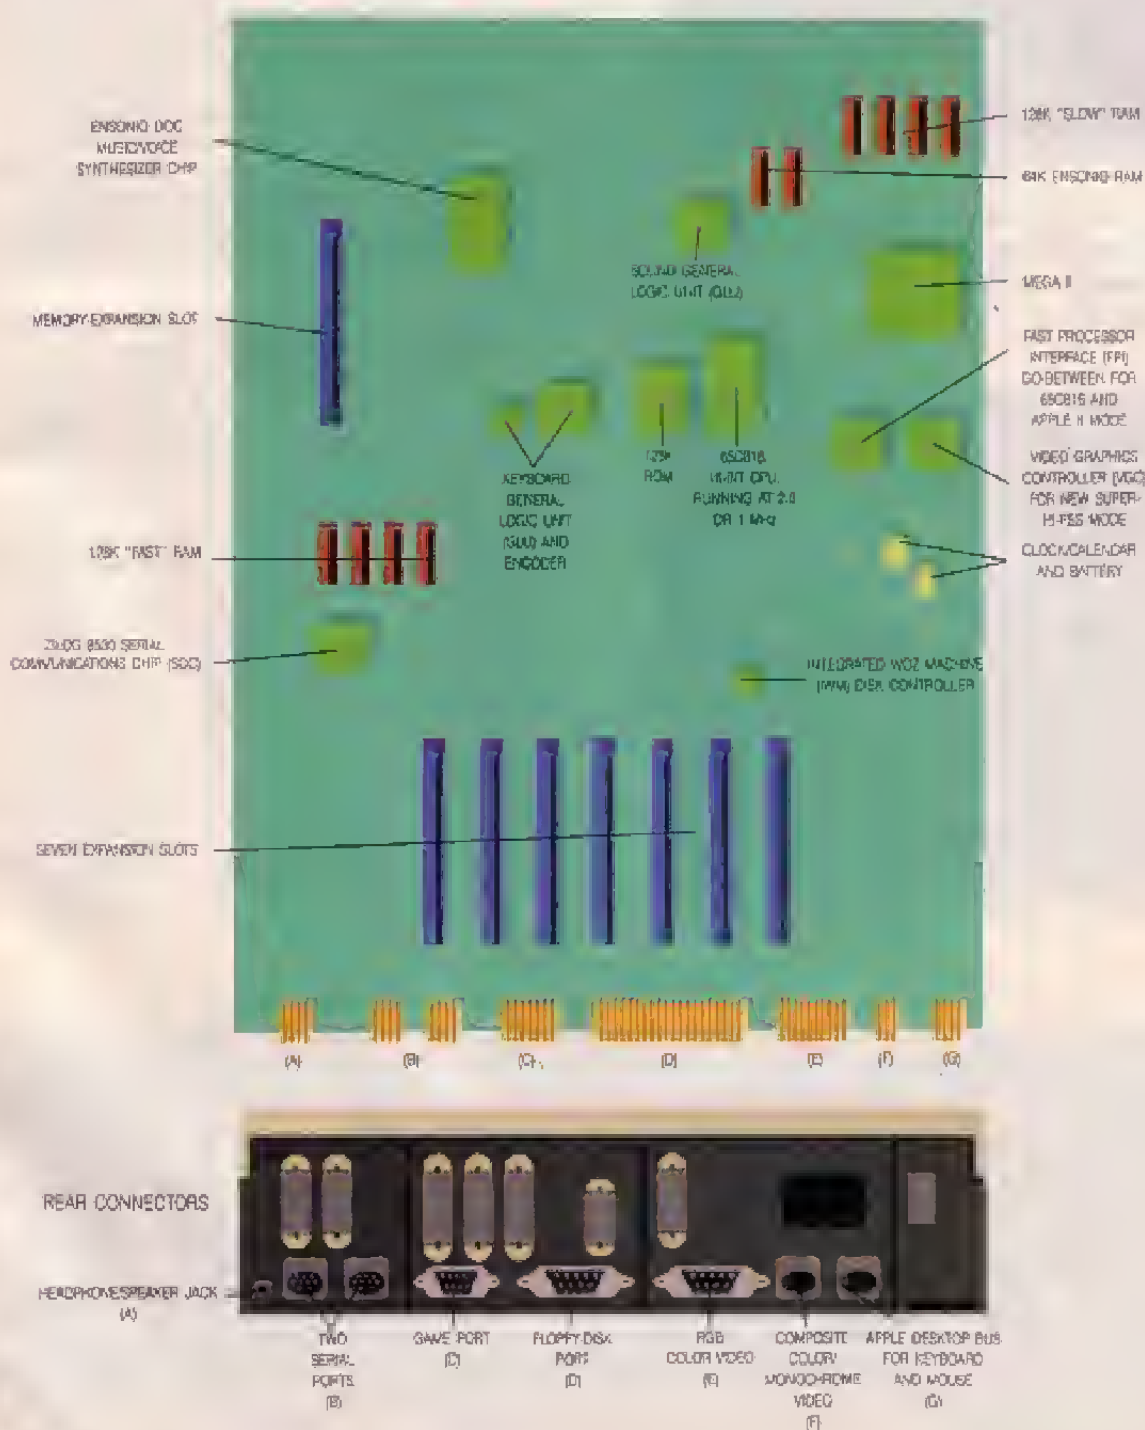 ENSONIQ DOC
MUSIC/VOICE
SYNTHESIZER CHIP
MEMORY-EXPANSION SLOT
128K "FAST" RAM
ZILOG 8530 SERIAL
COMMUNICATIONS CHIP (SCC)
SEVEN EXPANSION SLOTS
SOUND GENERAL
LOGIC UNIT (GLU)
KEYBOARD
GENERAL
LOGIC UNIT
(GLU) AND
ENCODER
128K
ROM
65C816
16-BIT CPU,
RUNNING AT 2.8
OR 1 MHz
128K "SLOW" RAM
64K ENSONIQ RAM
MEGA II
FAST PROCESSOR
INTERFACE (FPI)
GO-BETWEEN FOR
65C816 AND
APPLE II MODE
VIDEO GRAPHICS
CONTROLLER (VGC)
FOR NEW SUPER-
HI-RES MODE
CLOCK/CALENDAR
AND BATTERY
INTEGRATED WOZ MACHINE
(IWM) DISK CONTROLLER
(A)
(B)
(C)
(D)
(E)
(F)
(G)
REAR CONNECTORS
HEADPHONE/SPEAKER JACK
(A)
TWO
SERIAL
PORTS
(B)
GAME PORT
(C)
FLOPPY-DISK
PORT
(D)
RGB
COLOR VIDEO
(E)
COMPOSITE
COLOR/
MONOCHROME
VIDEO
(F)
APPLE DESKTOP BUS
FOR KEYBOARD
AND MOUSE
(G)